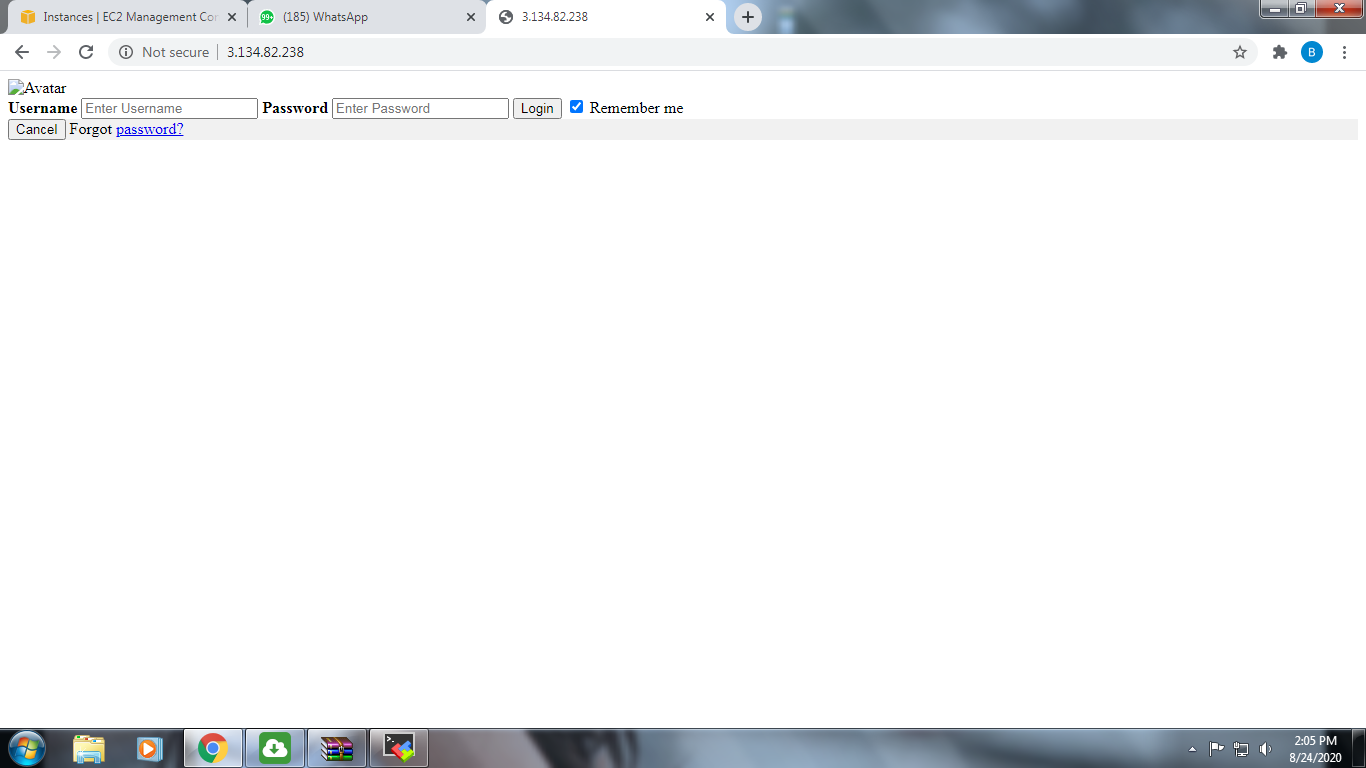 Instances | EC2 Management Con
99+ (185) WhatsApp
3.134.82.238
Not secure 3.134.82.238
B
Avatar
Username Enter Username Password Enter Password Login Remember me
Cancel Forgot password?
2:05 PM
8/24/2020